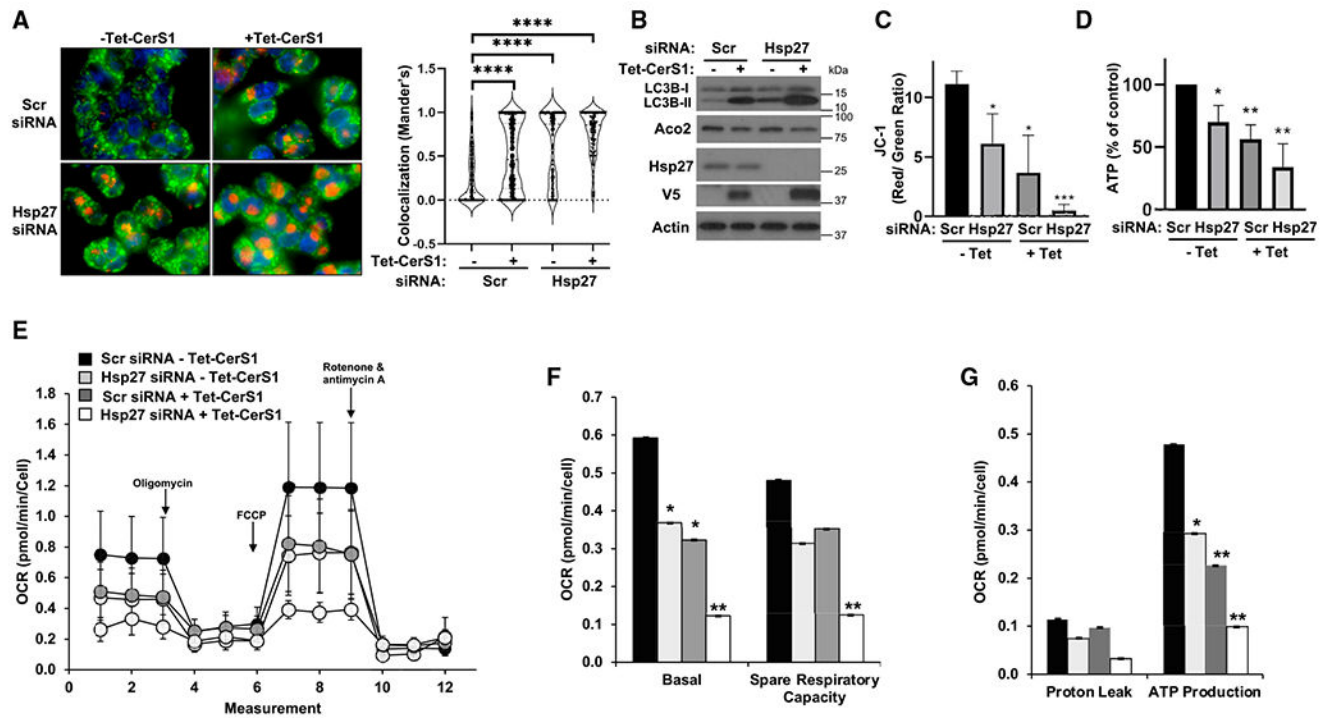 A
-Tet-CerS1
+Tet-CerS1
Scr
siRNA
Hsp27
siRNA
Colocalization (Mander's)
1.5
1.0
0.5
0.0
-0.5
****
****
****
Tet-CerS1: - + - +
siRNA: Scr Hsp27
B
siRNA: Scr Hsp27
Tet-CerS1: - + - + kDa
LC3B-I
LC3B-II
15
10
100
Aco2
75
Hsp27
25
V5
37
Actin
37
C
JC-1
(Red/ Green Ratio)
10
5
0
*
*
***
siRNA: Scr Hsp27 Scr Hsp27
- Tet + Tet
D
ATP (% of control)
100
50
0
*
**
**
siRNA: Scr Hsp27 Scr Hsp27
- Tet + Tet
E
Scr siRNA - Tet-CerS1
Hsp27 siRNA - Tet-CerS1
Scr siRNA + Tet-CerS1
Hsp27 siRNA + Tet-CerS1
Oligomycin
FCCP
Rotenone &
antimycin A
OCR (pmol/min/Cell)
1.8
1.6
1.4
1.2
1.0
0.8
0.6
0.4
0.2
0.0
0 2 4 6 8 10 12
Measurement
F
OCR (pmol/min/cell)
0.7
0.6
0.5
0.4
0.3
0.2
0.1
0.0
*
*
**
**
Basal
Spare Respiratory
Capacity
G
OCR (pmol/min/cell)
0.6
0.5
0.4
0.3
0.2
0.1
0.0
*
**
**
Proton Leak
ATP Production